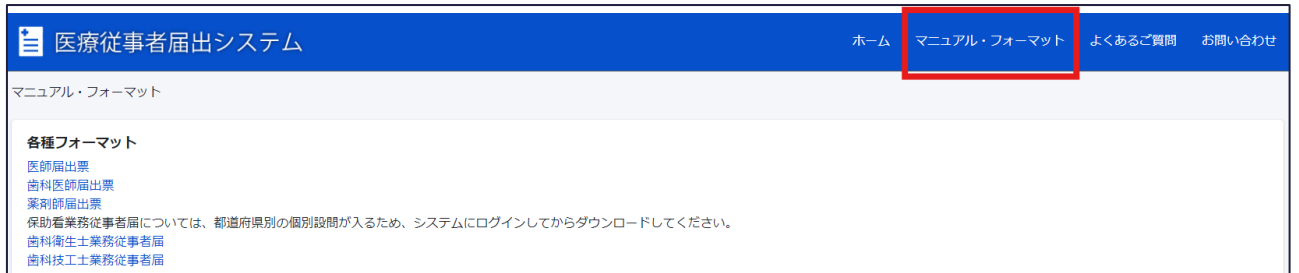 医療従事者届出システム
ホーム マニュアル・フォーマット よくあるご質問 お問い合わせ
マニュアル・フォーマット
各種フォーマット
医師届出票
歯科医師届出票
薬剤師届出票
保助看業務従事者届については、都道府県別の個別設問が入るため、システムにログインしてからダウンロードしてください。
歯科衛生士業務従事者届
歯科技工士業務従事者届